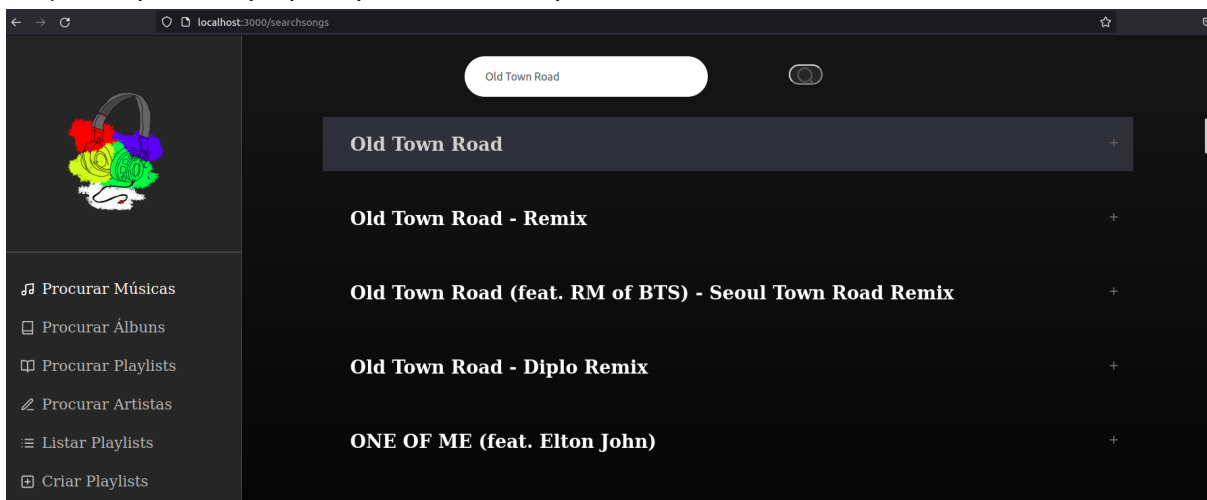 localhost:3000/searchsongs
Old Town Road
Old Town Road
+
Old Town Road - Remix
+
Old Town Road (feat. RM of BTS) - Seoul Town Road Remix
+
Old Town Road - Diplo Remix
+
ONE OF ME (feat. Elton John)
+
Procurar Músicas
Procurar Álbuns
Procurar Playlists
Procurar Artistas
Listar Playlists
Criar Playlists